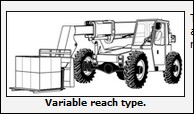 Variable reach type.